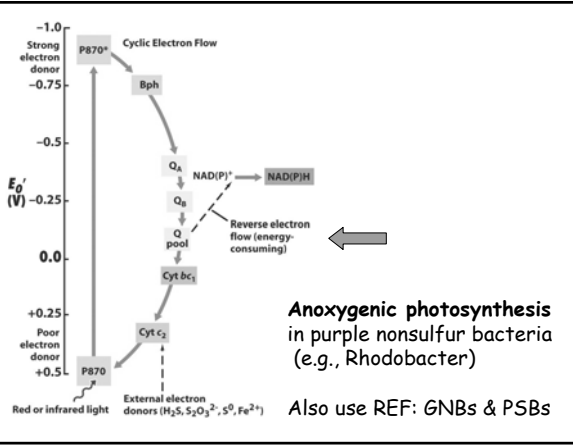 −1.0
Strong
electron
donor
P870*
Cyclic Electron Flow
−0.75
Bph
−0.5
E₀′
(V)
Q_A
NAD(P)⁺
NAD(P)H
−0.25
Q_B
Reverse electron
flow (energy-
consuming)
Q
pool
0.0
Cyt bc₁
+0.25
Poor
electron
donor
Cyt c₂
+0.5
P870
Red or infrared light
External electron
donors (H₂S, S₂O₃²⁻, S⁰, Fe²⁺)
Anoxygenic photosynthesis
in purple nonsulfur bacteria
(e.g., Rhodobacter)
Also use REF: GNBs & PSBs